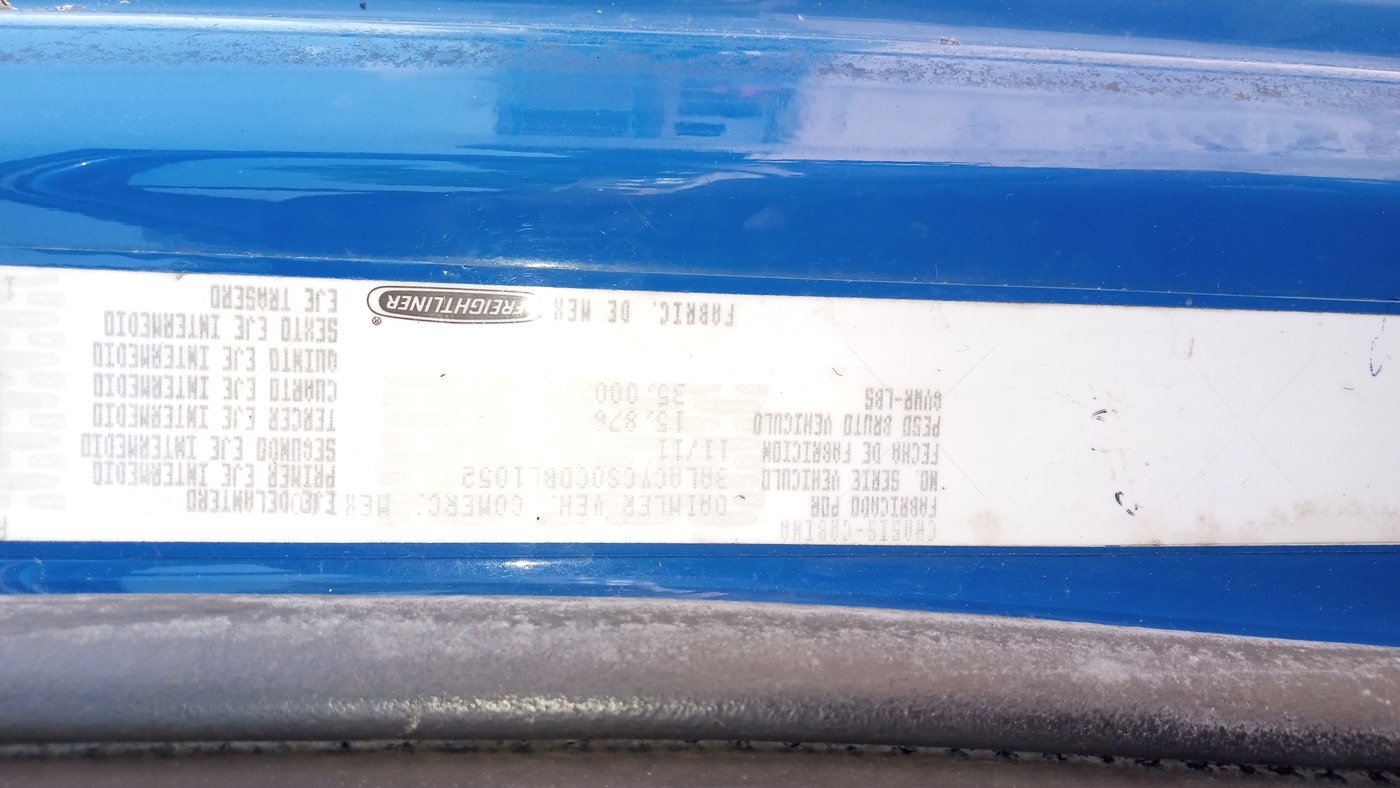 CHASIS-CABINA
FABRICADO POR DAIMLER VEH. COMERC. MEX
NO. SERIE VEHICULO 3ALACYCS0CDBL1052
FECHA DE FABRICION 11/11
PESO BRUTO VEHICULO 15,876
GVWR-LBS 35,000
FABRIC. DE MEX FREIGHTLINER®
EJE DELANTERO
PRIMER EJE INTERMEDIO
SEGUNDO EJE INTERMEDIO
TERCER EJE INTERMEDIO
CUARTO EJE INTERMEDIO
QUINTO EJE INTERMEDIO
SEXTO EJE INTERMEDIO
EJE TRASERO